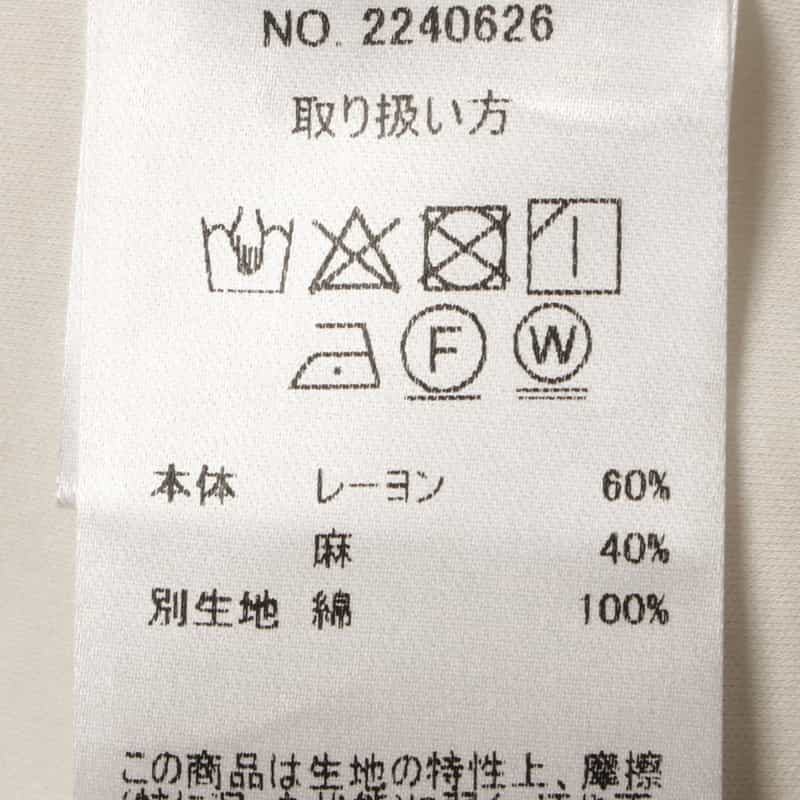 NO. 2240626
取り扱い方
F W
本体 レーヨン 60%
麻 40%
別生地 綿 100%
この商品は生地の特性上、摩擦